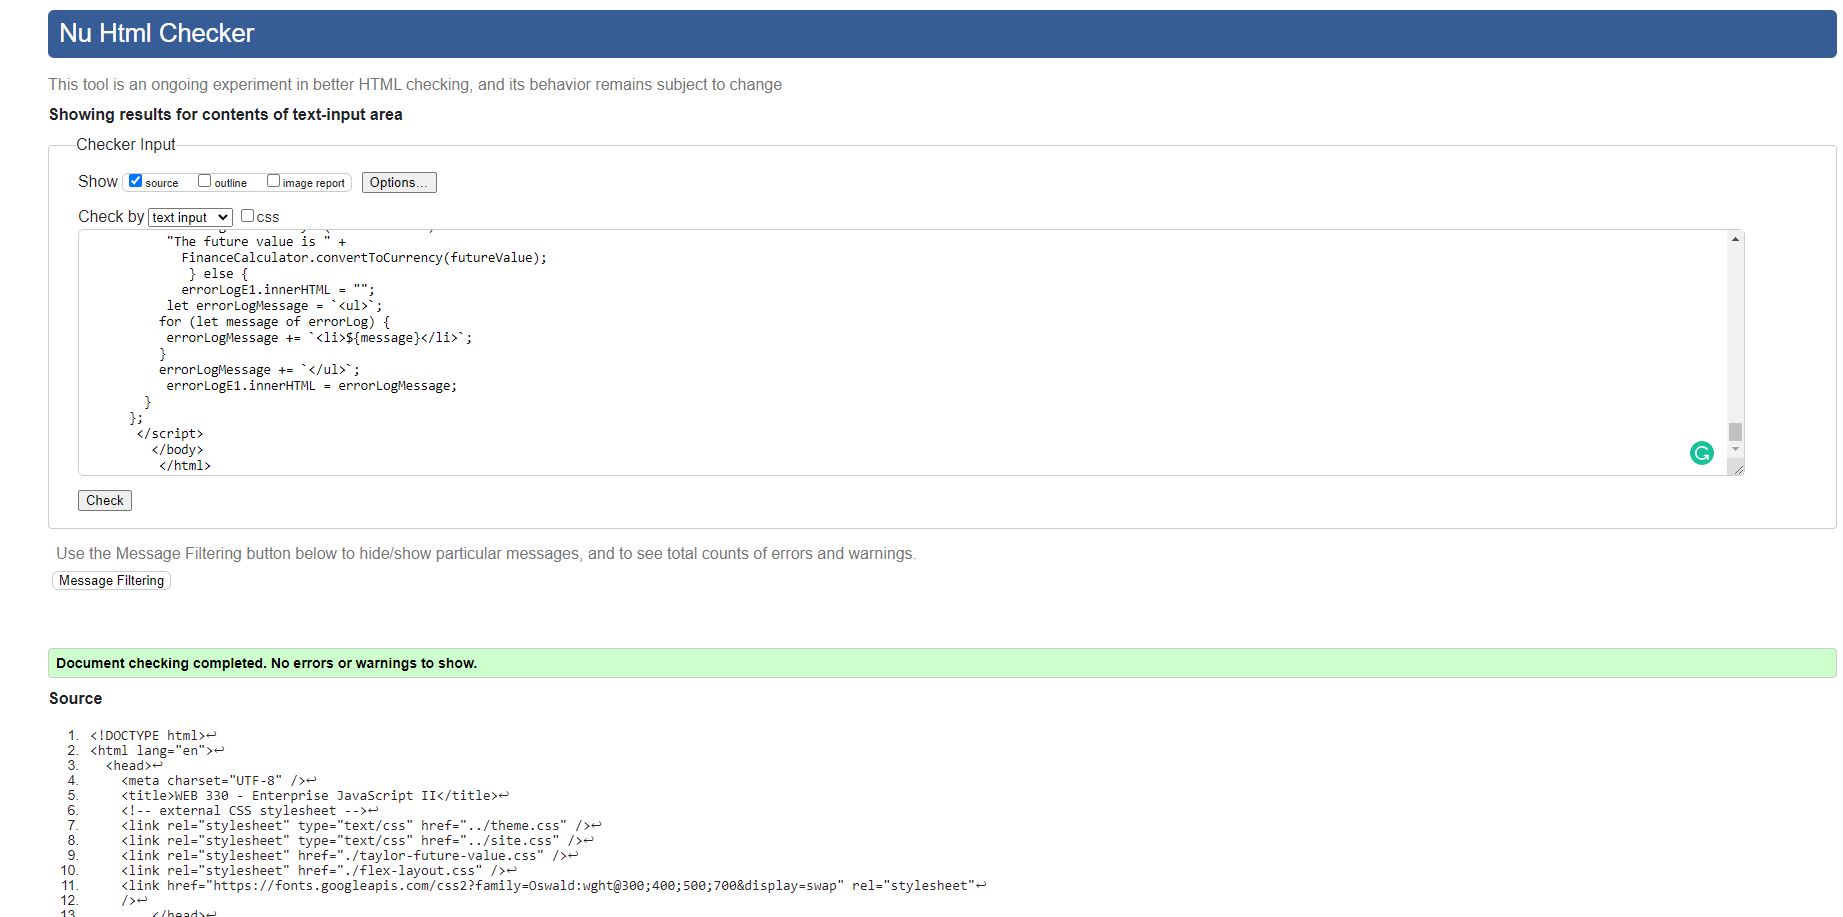 Nu Html Checker
This tool is an ongoing experiment in better HTML checking, and its behavior remains subject to change
Showing results for contents of text-input area
Checker Input
Show source outline image report Options...
Check by text input css
"The future value is " +
FinanceCalculator.convertToCurrency(futureValue);
} else {
errorLogE1.innerHTML = "";
let errorLogMessage = `<ul>`;
for (let message of errorLog) {
errorLogMessage += `<li>${message}</li>`;
}
errorLogMessage += `</ul>`;
errorLogE1.innerHTML = errorLogMessage;
}
};
</script>
</body>
</html>
Check
Use the Message Filtering button below to hide/show particular messages, and to see total counts of errors and warnings.
Message Filtering
Document checking completed. No errors or warnings to show.
Source
1. <!DOCTYPE html>↩
2. <html lang="en">↩
3. <head>↩
4. <meta charset="UTF-8" />↩
5. <title>WEB 330 - Enterprise JavaScript II</title>↩
6. <!-- external CSS stylesheet -->↩
7. <link rel="stylesheet" type="text/css" href="../theme.css" />↩
8. <link rel="stylesheet" type="text/css" href="../site.css" />↩
9. <link rel="stylesheet" href="./taylor-future-value.css" />↩
10. <link rel="stylesheet" href="./flex-layout.css" />↩
11. <link href="https://fonts.googleapis.com/css2?family=Oswald:wght@300;400;500;700&display=swap" rel="stylesheet"↩
12. />↩
13. </head>↩